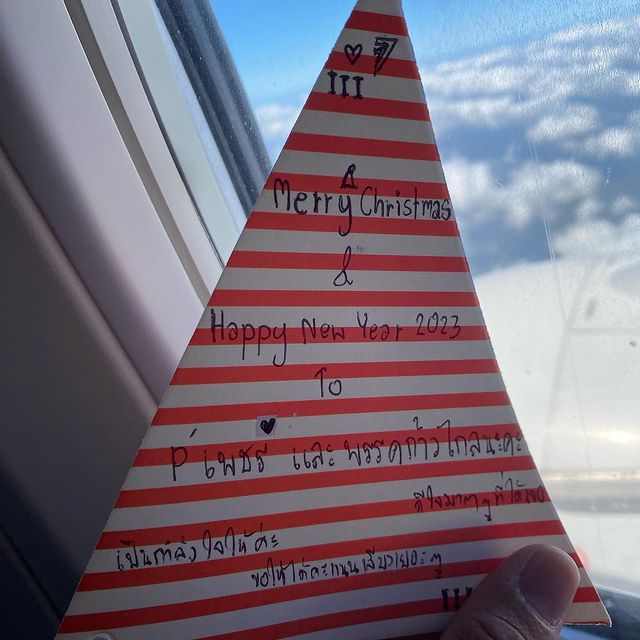 III
Merry Christmas
&
Happy New Year 2023
To
P' เพชร และ พรรคก้าวไกลนะคะ
ดีใจมากๆที่ได้เจอ
เป็นกำลังใจให้ค่ะ
ขอให้ได้คะแนนเสียงเยอะๆ